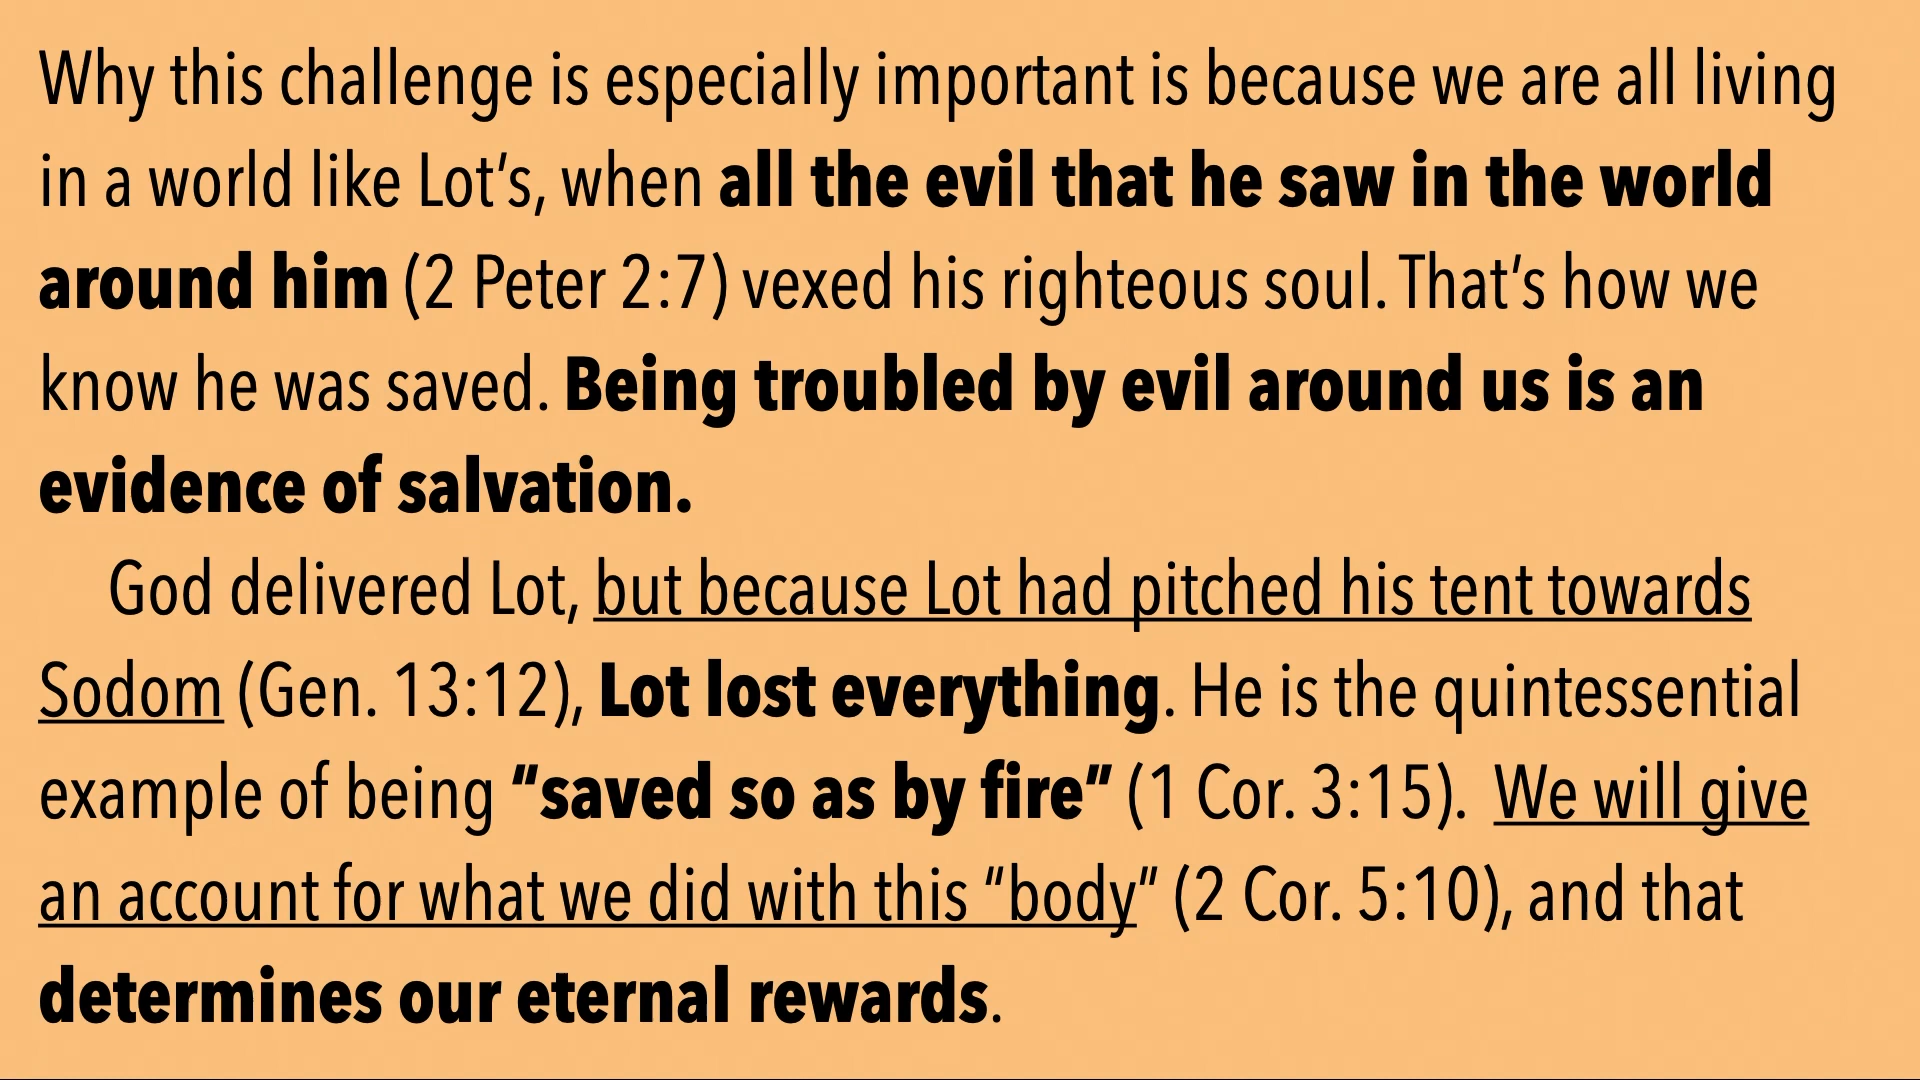 Why this challenge is especially important is because we are all living
in a world like Lot’s, when all the evil that he saw in the world
around him (2 Peter 2:7) vexed his righteous soul. That’s how we
know he was saved. Being troubled by evil around us is an
evidence of salvation.
God delivered Lot, but because Lot had pitched his tent towards
Sodom (Gen. 13:12), Lot lost everything. He is the quintessential
example of being “saved so as by fire” (1 Cor. 3:15).  We will give
an account for what we did with this “body” (2 Cor. 5:10), and that
determines our eternal rewards.